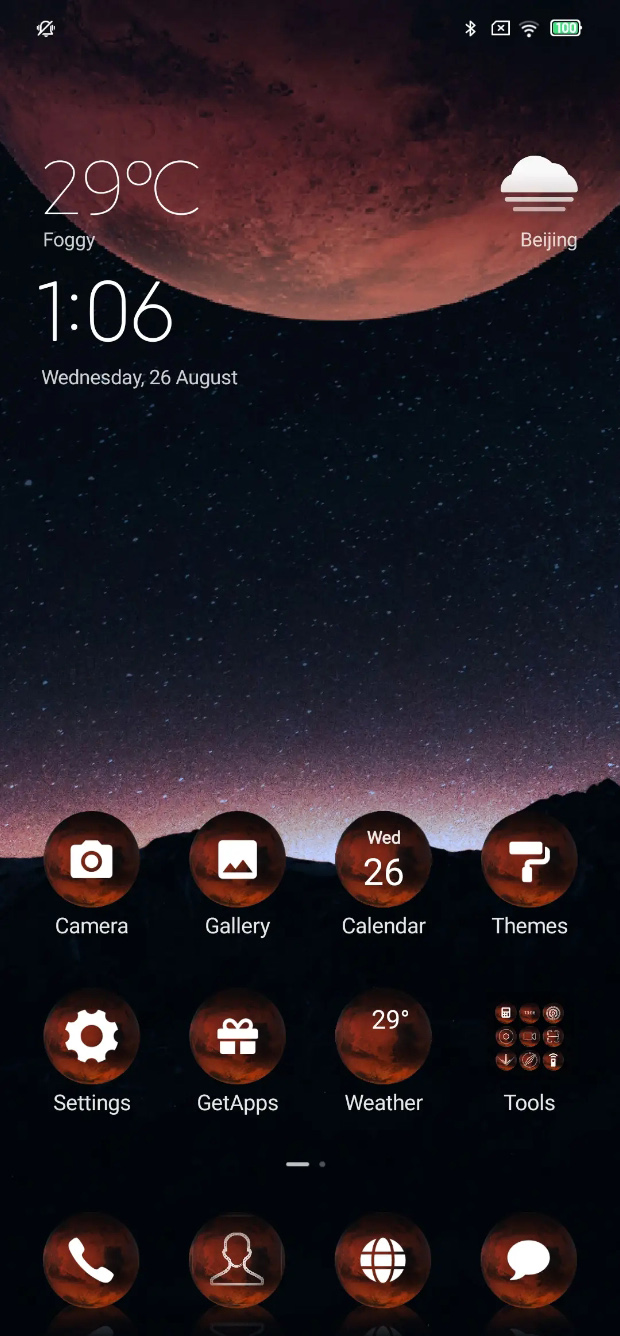 100
29°C
Foggy
Beijing
1:06
Wednesday, 26 August
Wed
26
Camera
Gallery
Calendar
Themes
29°
Settings
GetApps
Weather
Tools